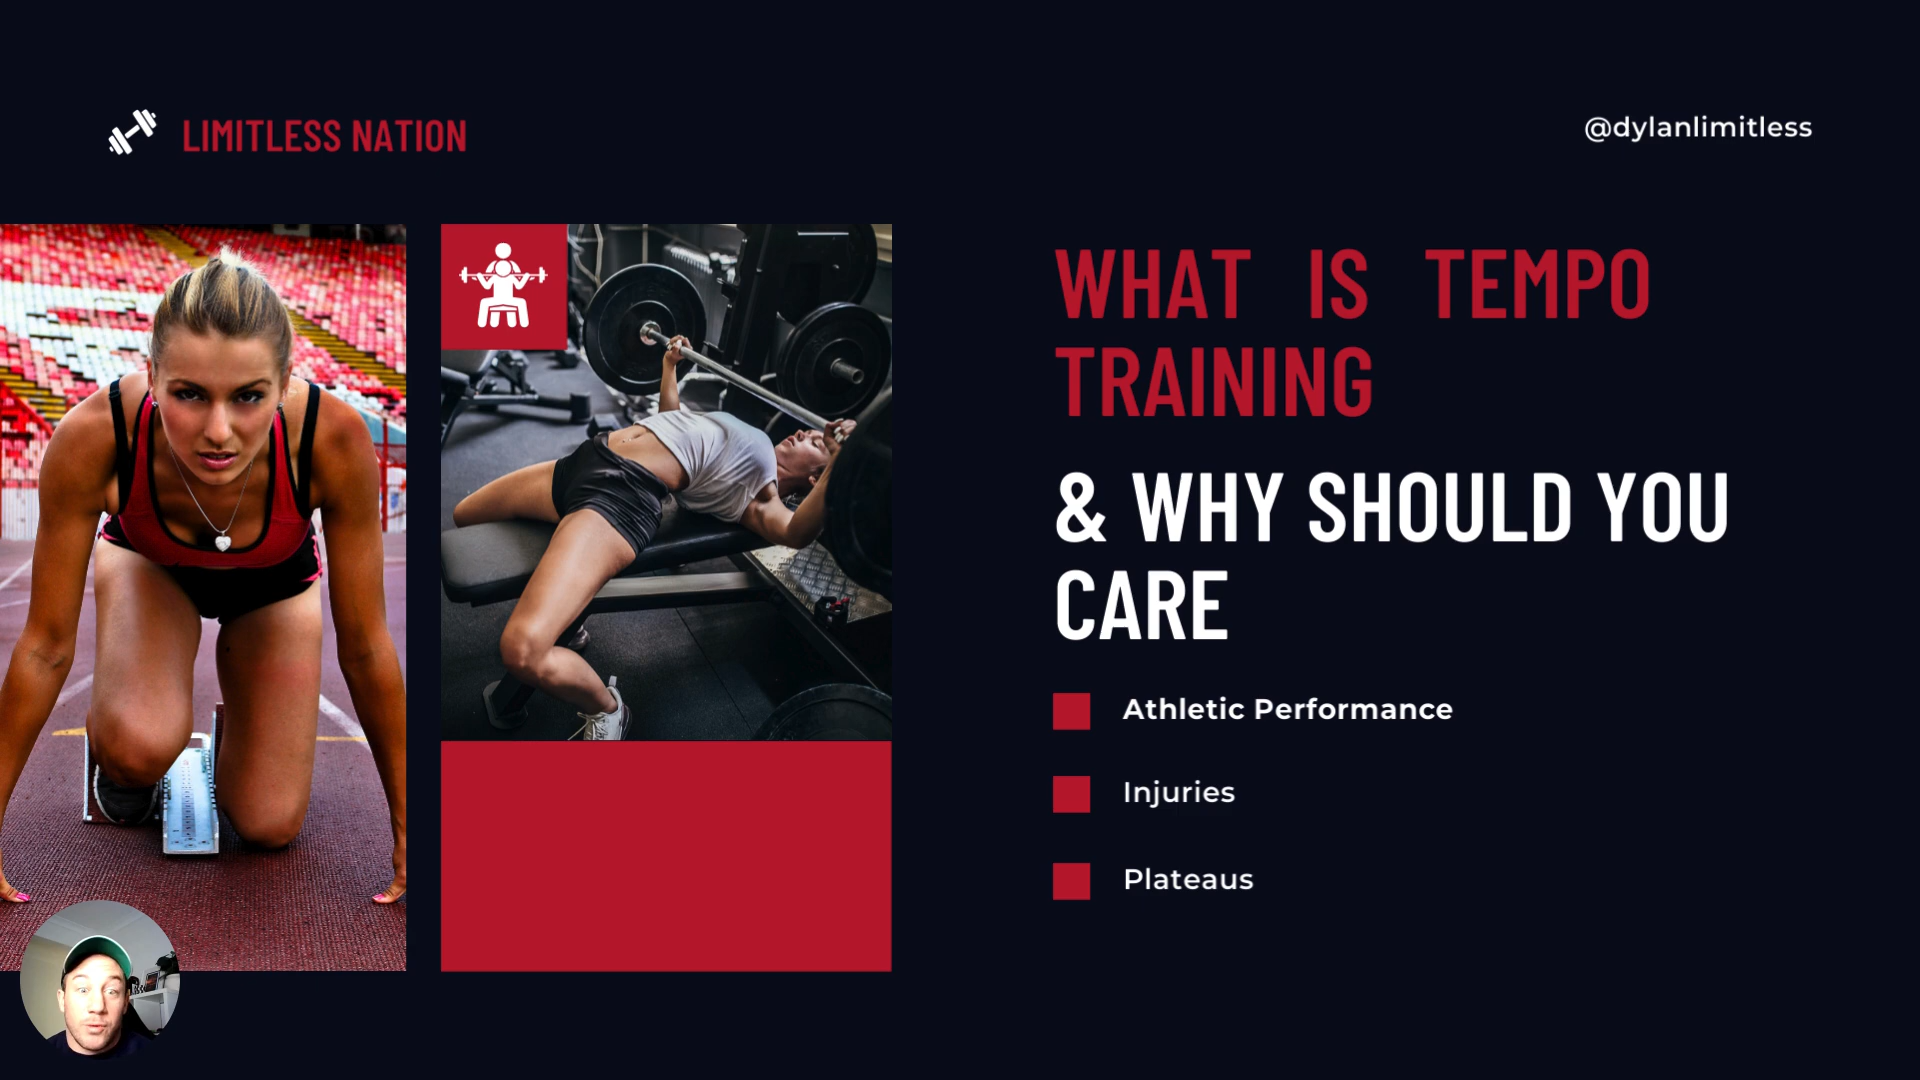 LIMITLESS NATION
@dylanlimitless
WHAT IS TEMPO
TRAINING
& WHY SHOULD YOU
CARE
Athletic Performance
Injuries
Plateaus